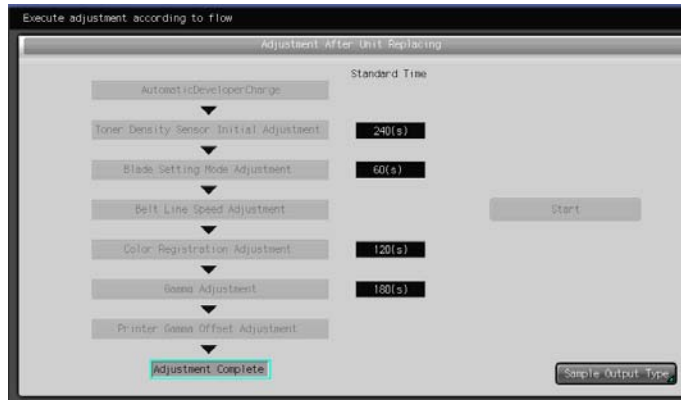 Execute adjustment according to flow
Adjustment After Unit Replacing
Standard Time
AutomaticDeveloperCharge
Toner Density Sensor Initial Adjustment 240(s)
Blade Setting Mode Adjustment 60(s)
Belt Line Speed Adjustment
Start
Color Registration Adjustment 120(s)
Gamma Adjustment 180(s)
Printer Gamma Offset Adjustment
Adjustment Complete
Sample Output Type